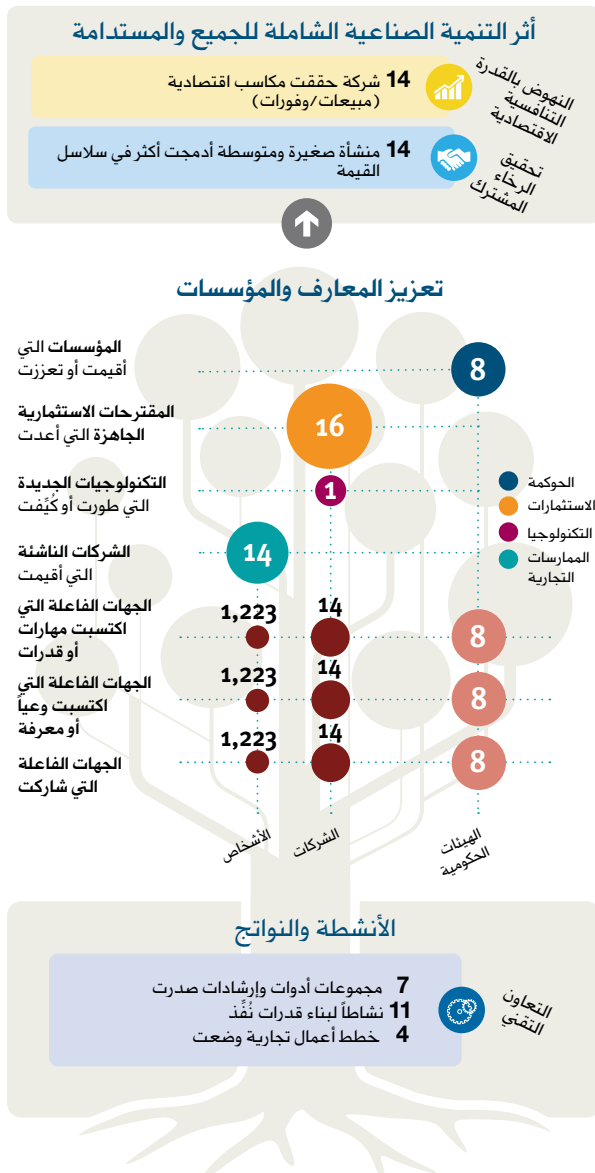 أثر التنمية الصناعية الشاملة للجميع والمستدامة
النهوض بالقدرة
التنافسية
الاقتصادية
14 شركة حققت مكاسب اقتصادية
(مبيعات/وفورات)
تحقيق
الرخاء
المشترك
14 منشأة صغيرة ومتوسطة أدمجت أكثر في سلاسل
القيمة
تعزيز المعارف والمؤسسات
8
المؤسسات التي
أقيمت أو تعززت
16
المقترحات الاستثمارية
الجاهزة التي أعدت
1
التكنولوجيات الجديدة
التي طورت أو كُيِّفت
14
الشركات الناشئة
التي أقيمت
الحوكمة
الاستثمارات
التكنولوجيا
الممارسات
التجارية
8
14
1,223
الجهات الفاعلة التي
اكتسبت مهارات
أو قدرات
8
14
1,223
الجهات الفاعلة التي
اكتسبت وعياً
أو معرفة
8
14
1,223
الجهات الفاعلة
التي شاركت
الهيئات
الحكومية
الشركات
الأشخاص
الأنشطة والنواتج
التعاون
التقني
7 مجموعات أدوات وإرشادات صدرت
11 نشاطاً لبناء قدرات نُفِّذ
4 خطط أعمال تجارية وضعت